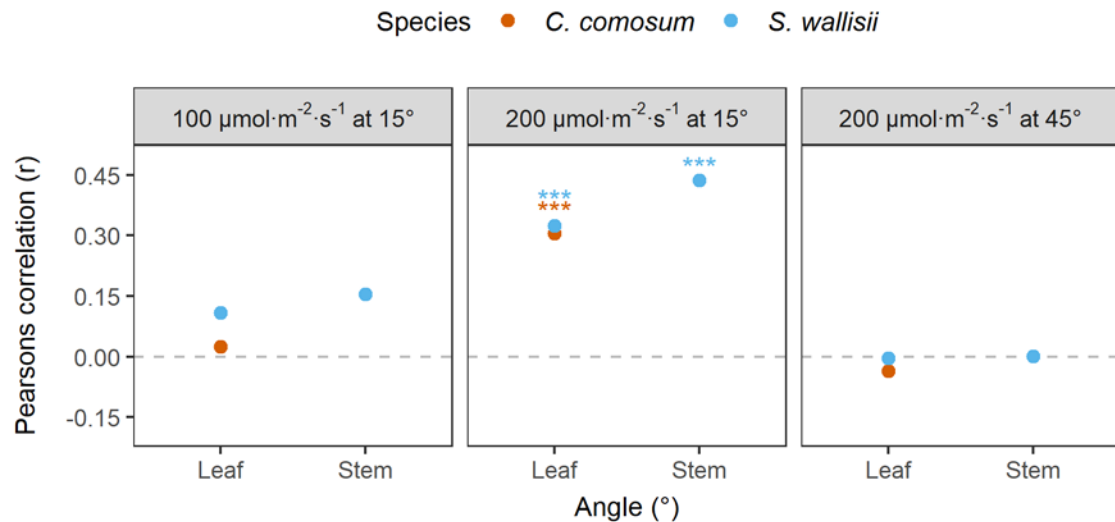 Species C. comosum S. wallisii
100 µmol·m⁻²·s⁻¹ at 15° 200 µmol·m⁻²·s⁻¹ at 15° 200 µmol·m⁻²·s⁻¹ at 45°
Pearsons correlation (r)
0.45
0.30
0.15
0.00
-0.15
***
***
***
Leaf Stem Leaf Stem Leaf Stem
Angle (°)